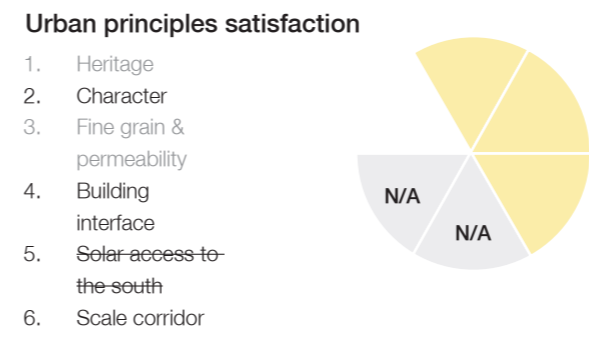 Urban principles satisfaction
1. Heritage
2. Character
3. Fine grain &
permeability
4. Building
interface
5. Solar access to
the south
6. Scale corridor
N/A
N/A